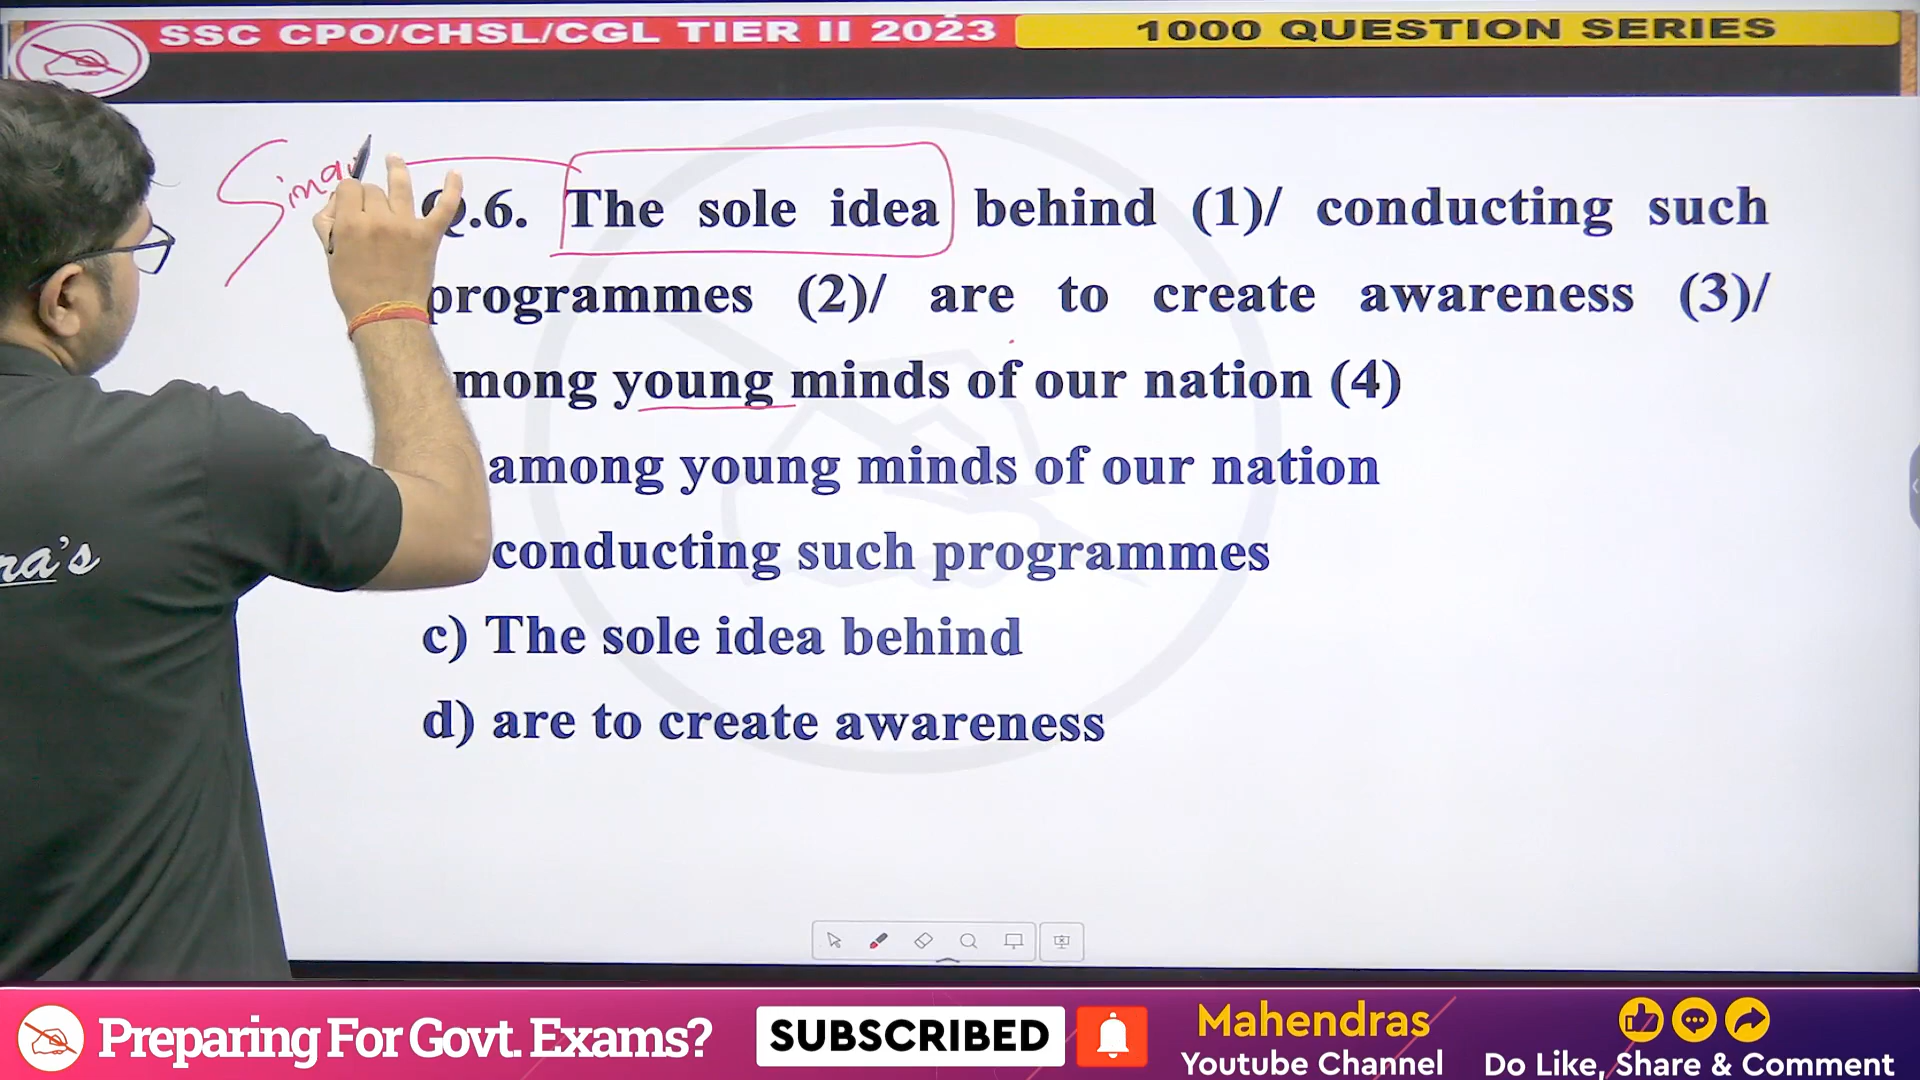 SSC CPO/CHSL/CGL TIER II 2023
1000 QUESTION SERIES
Q.6. The sole idea behind (1)/ conducting such
programmes (2)/ are to create awareness (3)/
mong young minds of our nation (4)
among young minds of our nation
conducting such programmes
c) The sole idea behind
d) are to create awareness
ra's
Preparing For Govt. Exams?
SUBSCRIBED
Mahendras
Youtube Channel
Do Like, Share & Comment